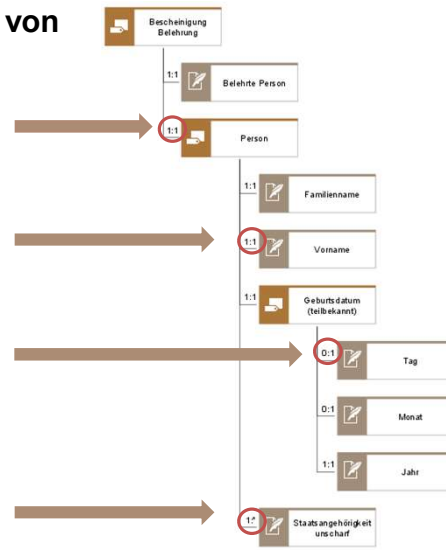 von
Bescheinigung
Belehrung
1:1
Belehrte Person
1:1
Person
1:1
Familienname
1:1
Vorname
1:1
Geburtsdatum
(teilbekannt)
0:1
Tag
0:1
Monat
1:1
Jahr
1:*
Staatsangehörigkeit
unscharf